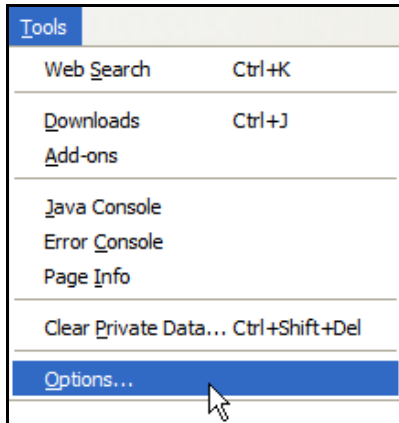 Tools
Web Search Ctrl+K
Downloads Ctrl+J
Add-ons
Java Console
Error Console
Page Info
Clear Private Data... Ctrl+Shift+Del
Options...